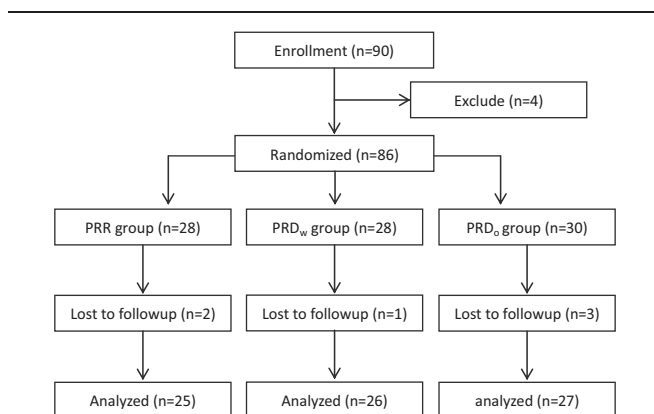 Enrollment (n=90)
Exclude (n=4)
Randomized (n=86)
PRR group (n=28)
PRDw group (n=28)
PRDo group (n=30)
Lost to followup (n=2)
Lost to followup (n=1)
Lost to followup (n=3)
Analyzed (n=25)
Analyzed (n=26)
analyzed (n=27)